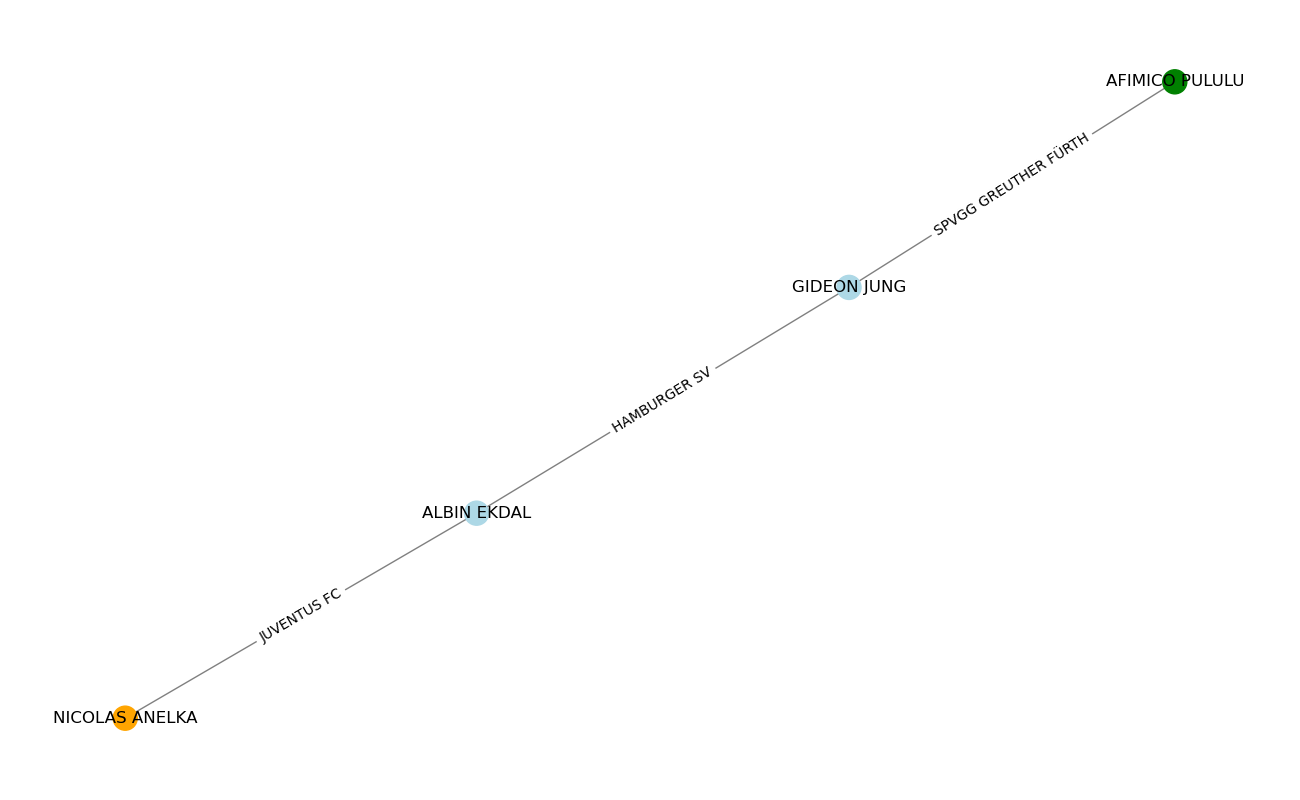 AFIMICO PULULU
SPVGG GREUTHER FÜRTH
GIDEON JUNG
HAMBURGER SV
ALBIN EKDAL
JUVENTUS FC
NICOLAS ANELKA